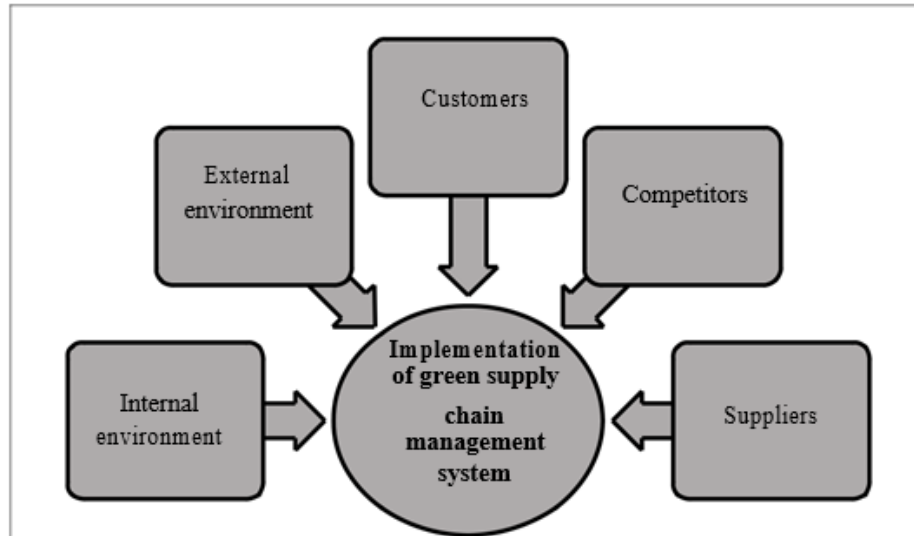 Customers
External
environment
Competitors
Internal
environment
Implementation
of green supply
chain
management
system
Suppliers